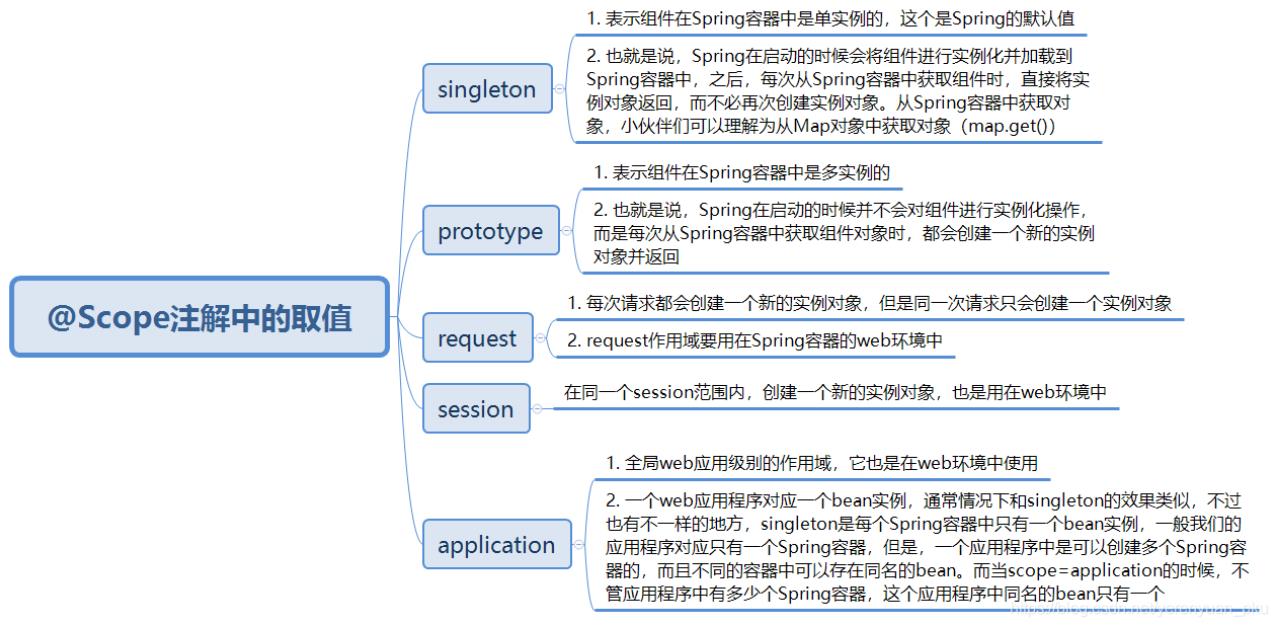 @Scope注解中的取值
singleton
1. 表示组件在Spring容器中是单实例的，这个是Spring的默认值
2. 也就是说，Spring在启动的时候会将组件进行实例化并加载到
Spring容器中，之后，每次从Spring容器中获取组件时，直接将实
例对象返回，而不必再次创建实例对象。从Spring容器中获取对
象，小伙伴们可以理解为从Map对象中获取对象（map.get()）
prototype
1. 表示组件在Spring容器中是多实例的
2. 也就是说，Spring在启动的时候并不会对组件进行实例化操作，
而是每次从Spring容器中获取组件对象时，都会创建一个新的实例
对象并返回
request
1. 每次请求都会创建一个新的实例对象，但是同一次请求只会创建一个实例对象
2. request作用域要用在Spring容器的web环境中
session
在同一个session范围内，创建一个新的实例对象，也是用在web环境中
application
1. 全局web应用级别的作用域，它也是在web环境中使用
2. 一个web应用程序对应一个bean实例，通常情况下和singleton的效果类似，不过
也有不一样的地方，singleton是每个Spring容器中只有一个bean实例，一般我们的
应用程序对应只有一个Spring容器，但是，一个应用程序中是可以创建多个Spring容
器的，而且不同的容器中可以存在同名的bean。而当scope=application的时候，不
管应用程序中有多少个Spring容器，这个应用程序中同名的bean只有一个